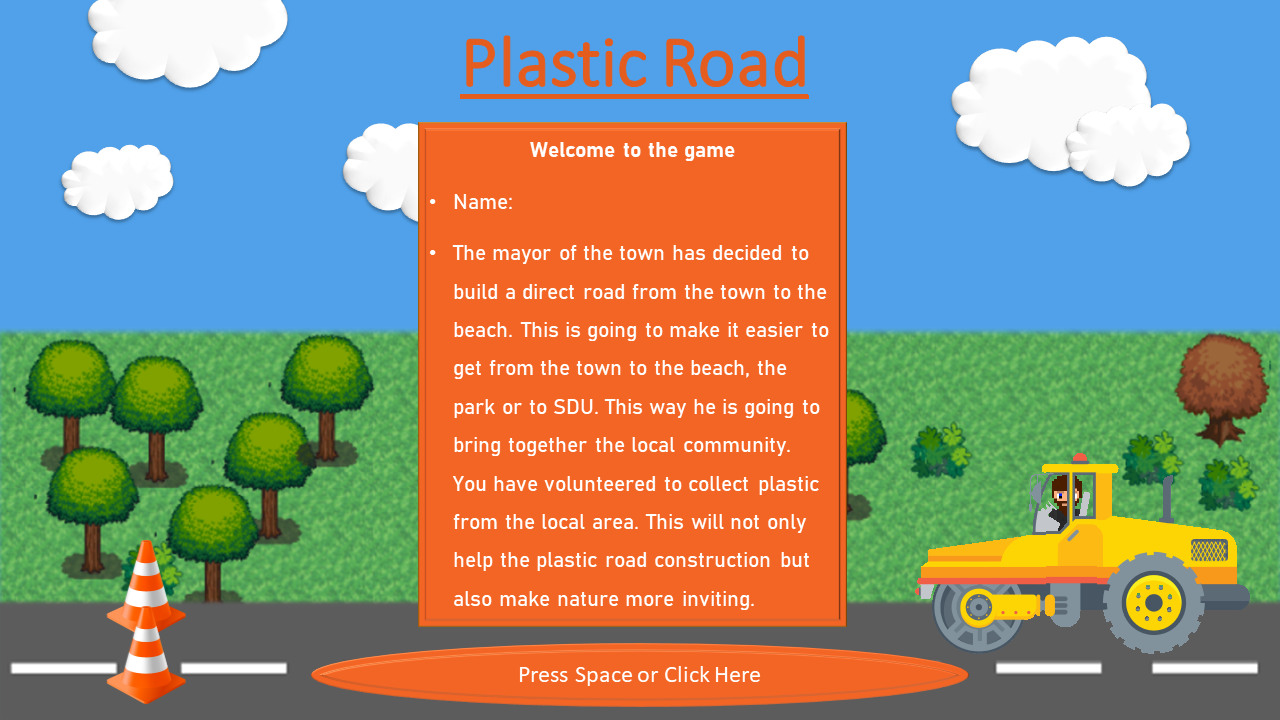 Plastic Road
Welcome to the game
• Name:
• The mayor of the town has decided to
build a direct road from the town to the
beach. This is going to make it easier to
get from the town to the beach, the
park or to SDU. This way he is going to
bring together the local community.
You have volunteered to collect plastic
from the local area. This will not only
help the plastic road construction but
also make nature more inviting.
Press Space or Click Here